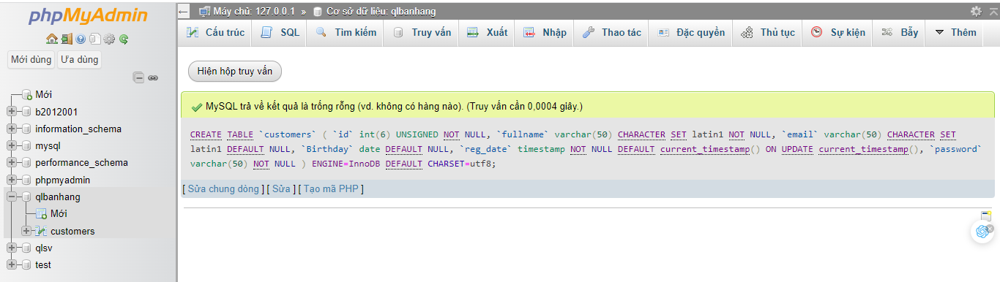 phpMyAdmin
Mới dùng Ưa dùng
Mới
b2012001
information_schema
mysql
performance_schema
phpmyadmin
qlbanhang
Mới
customers
qlsv
test
Máy chủ: 127.0.0.1 » Cơ sở dữ liệu: qlbanhang
Cấu trúc SQL Tìm kiếm Truy vấn Xuất Nhập Thao tác Đặc quyền Thủ tục Sự kiện Bẫy Thêm
Hiện hộp truy vấn
MySQL trả về kết quả là trống rỗng (vd. không có hàng nào). (Truy vấn cần 0,0004 giây.)
CREATE TABLE `customers` ( `id` int(6) UNSIGNED NOT NULL, `fullname` varchar(50) CHARACTER SET latin1 NOT NULL, `email` varchar(50) CHARACTER SET
latin1 DEFAULT NULL, `Birthday` date DEFAULT NULL, `reg_date` timestamp NOT NULL DEFAULT current_timestamp() ON UPDATE current_timestamp(), `password`
varchar(50) NOT NULL ) ENGINE=InnoDB DEFAULT CHARSET=utf8;
[ Sửa chung dòng ] [ Sửa ] [ Tạo mã PHP ]